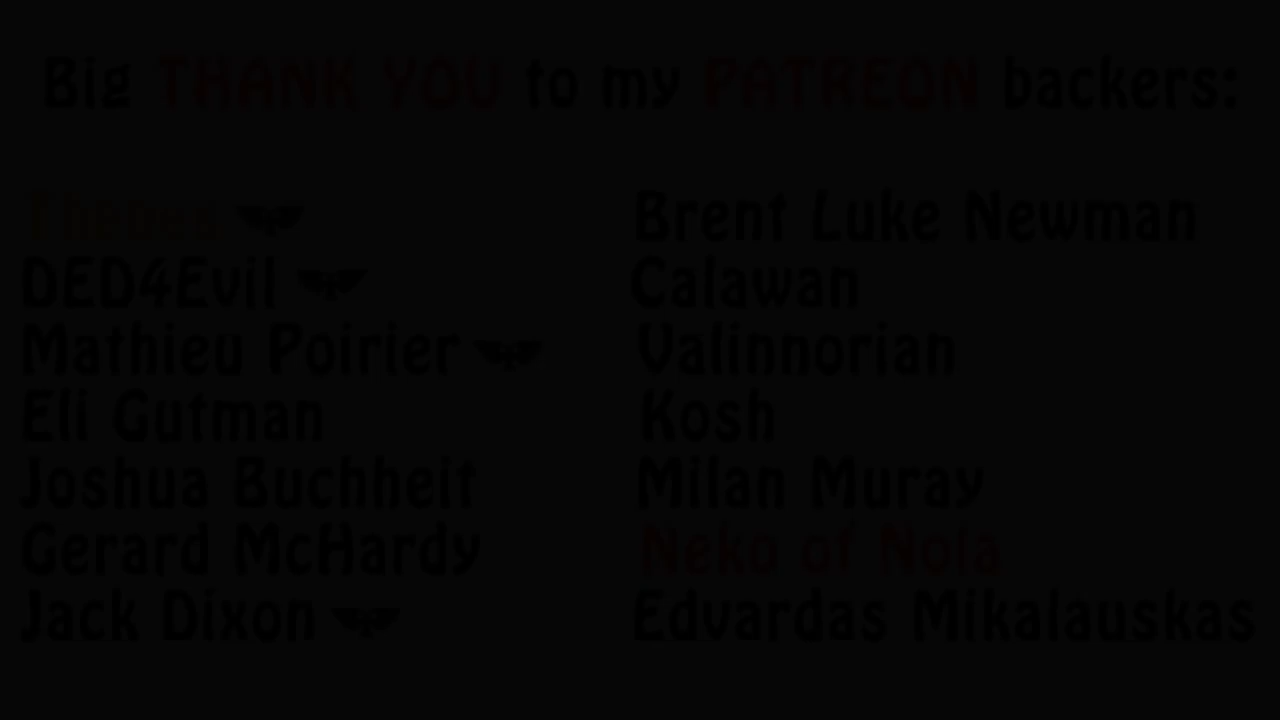 Big THANK YOU to my PATREON backers:
Thebes
DED4Evil
Mathieu Poirier
Eli Gutman
Joshua Buchheit
Gerard McHardy
Jack Dixon
Brent Luke Newman
Calawan
Valinnorian
Kosh
Milan Muray
Neko of Nola
Edvardas Mikalauskas